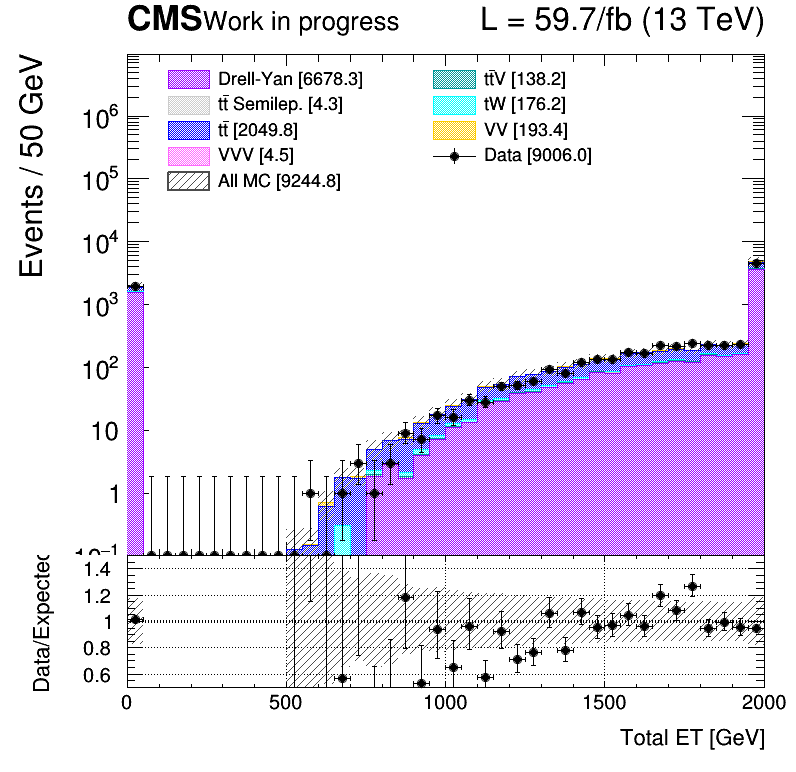 CMS Work in progress L = 59.7/fb (13 TeV)
Events / 50 GeV
Drell-Yan [6678.3]
tt̄ Semilep. [4.3]
tt̄ [2049.8]
VVV [4.5]
All MC [9244.8]
tt̄V [138.2]
tW [176.2]
VV [193.4]
Data [9006.0]
10⁶
10⁵
10⁴
10³
10²
10
1
10⁻¹
Data/Expected
1.4
1.2
1
0.8
0.6
0 500 1000 1500 2000
Total ET [GeV]